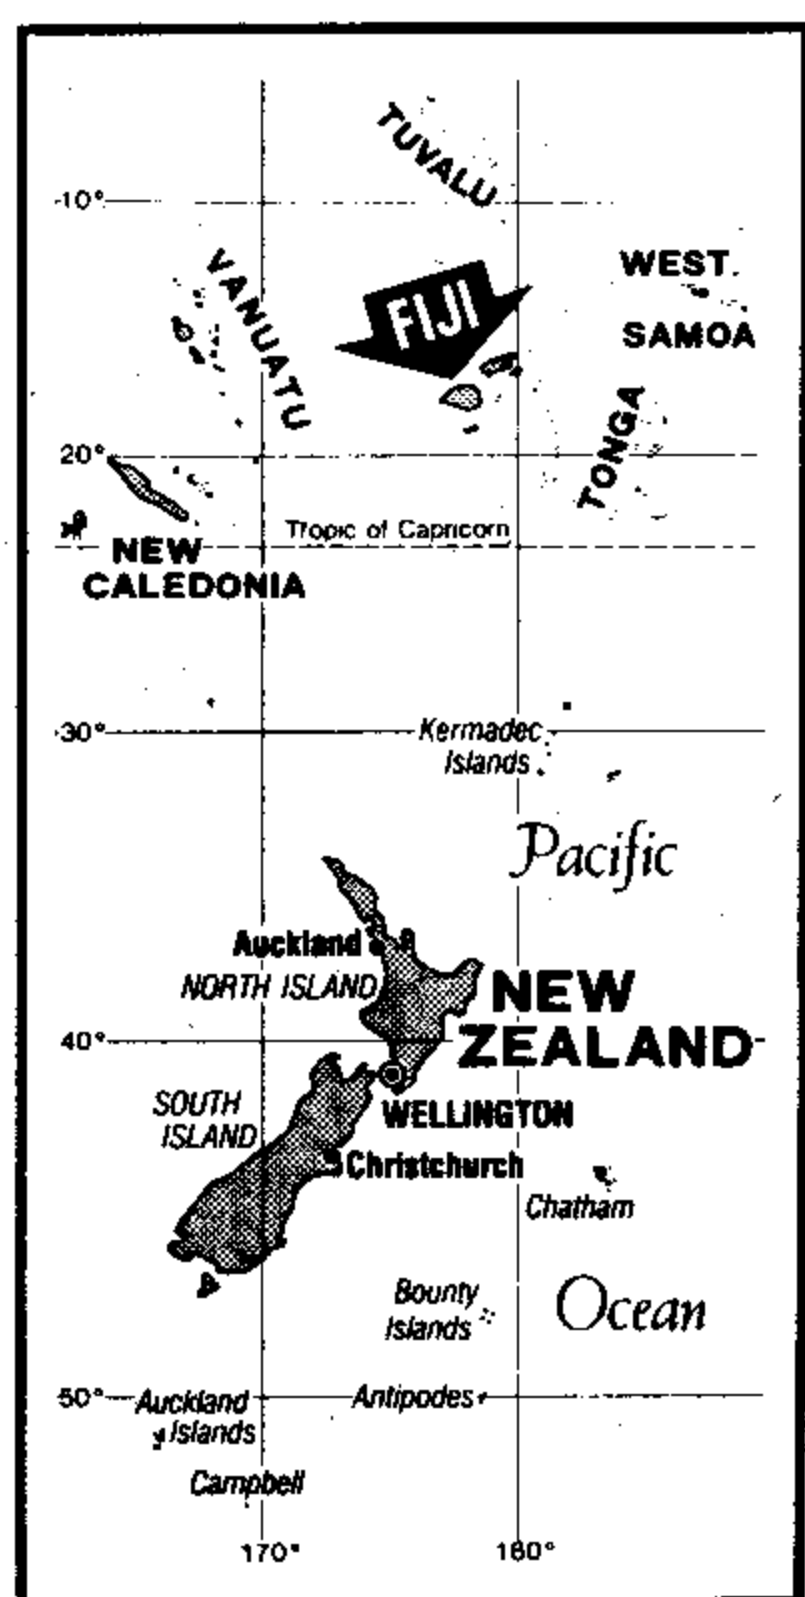 TUVALU
10°
VANUATU
WEST.
SAMOA
FIJI
TONGA
20°
Tropic of Capricorn
NEW
CALEDONIA
30°
Kermadec
Islands
Pacific
Auckland
NORTH ISLAND
NEW
ZEALAND
40°
SOUTH
ISLAND
WELLINGTON
Christchurch
Chatham
Bounty
Islands
Ocean
50°
Auckland
Islands
Antipodes
Campbell
170°
180°